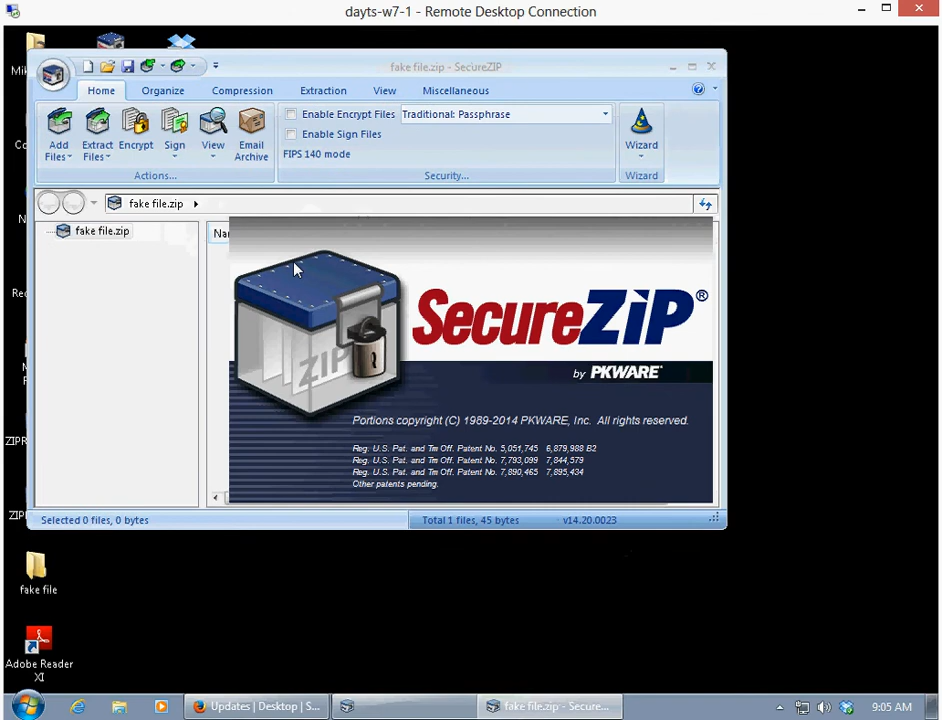 dayts-w7-1 - Remote Desktop Connection
fake file.zip - SecureZIP
Home Organize Compression Extraction View Miscellaneous
Add Files Extract Files Encrypt Sign View Email Archive
Enable Encrypt Files Traditional: Passphrase
Enable Sign Files
FIPS 140 mode
Wizard
Actions... Security... Wizard
fake file.zip
fake file.zip
ZIP
SecureZIP®
by PKWARE®
Portions copyright (C) 1989-2014 PKWARE, Inc. All rights reserved.
Reg. U.S. Pat. and Tm Off. Patent No. 5,051,745 6,879,988 B2
Reg. U.S. Pat. and Tm Off. Patent No. 7,793,099 7,844,579
Reg. U.S. Pat. and Tm Off. Patent No. 7,890,465 7,895,434
Other patents pending.
Selected 0 files, 0 bytes Total 1 files, 45 bytes v14.20.0023
fake file
Adobe Reader
XI
Updates | Desktop | S... fake file.zip - Secure... 9:05 AM